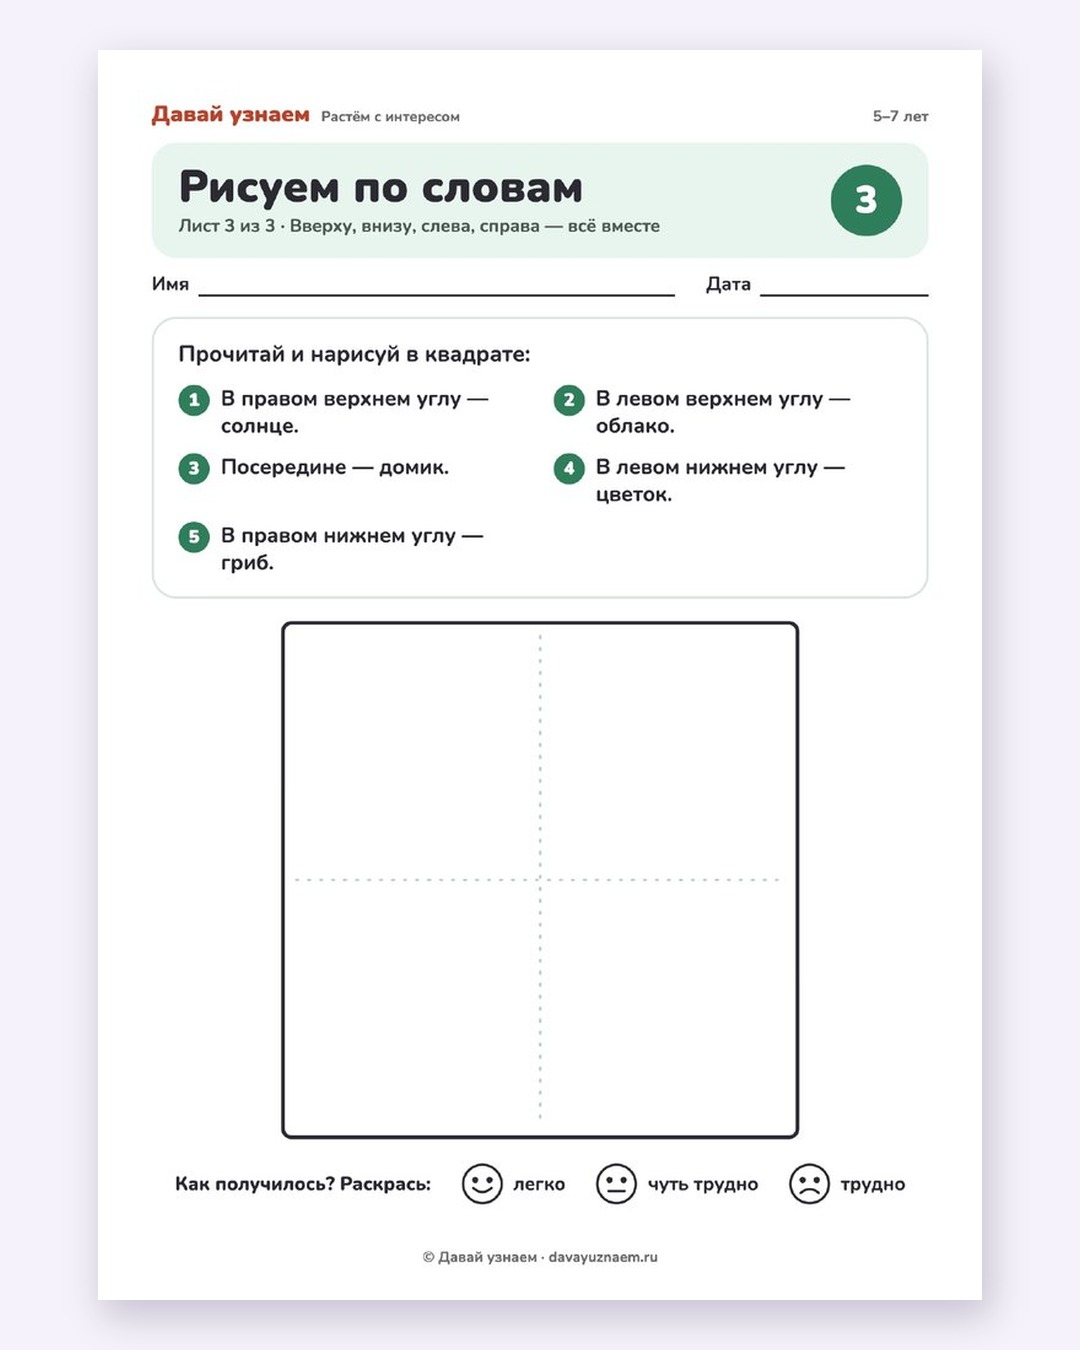 Давай узнаем Растём с интересом 5–7 лет
Рисуем по словам
3
Лист 3 из 3 · Вверху, внизу, слева, справа — всё вместе
Имя Дата
Прочитай и нарисуй в квадрате:
1 В правом верхнем углу —
солнце.
2 В левом верхнем углу —
облако.
3 Посередине — домик.
4 В левом нижнем углу —
цветок.
5 В правом нижнем углу —
гриб.
Как получилось? Раскрась: легко чуть трудно трудно
© Давай узнаем · davayuznaem.ru